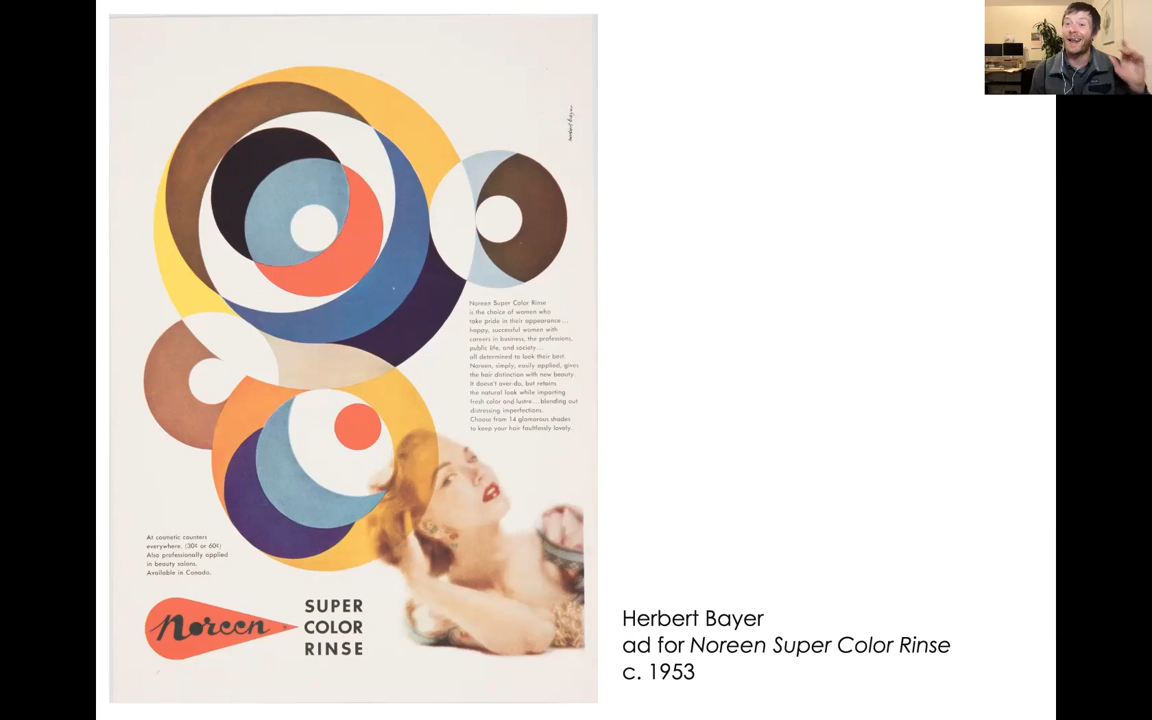 herbert bayer
Noreen Super Color Rinse
is the choice of women who
take pride in their appearance...
happy, successful women with
careers in business, the professions,
public life, and society...
all determined to look their best.
Noreen, simply, easily applied, gives
the hair distinction with new beauty.
It doesn't over-do, but retains
the natural look while imparting
fresh color and lustre...blending out
distressing imperfections.
Choose from 14 glamorous shades
to keep your hair faultlessly lovely.
At cosmetic counters
everywhere. (30¢ or 60¢)
Also professionally applied
in beauty salons.
Available in Canada.
Noreen
SUPER
COLOR
RINSE
Herbert Bayer
ad for Noreen Super Color Rinse
c. 1953